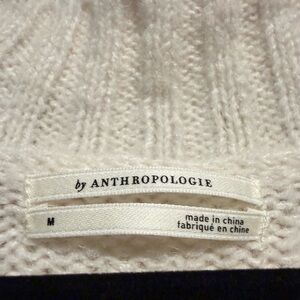 by ANTHROPOLOGIE
M
made in china
fabriqué en chine